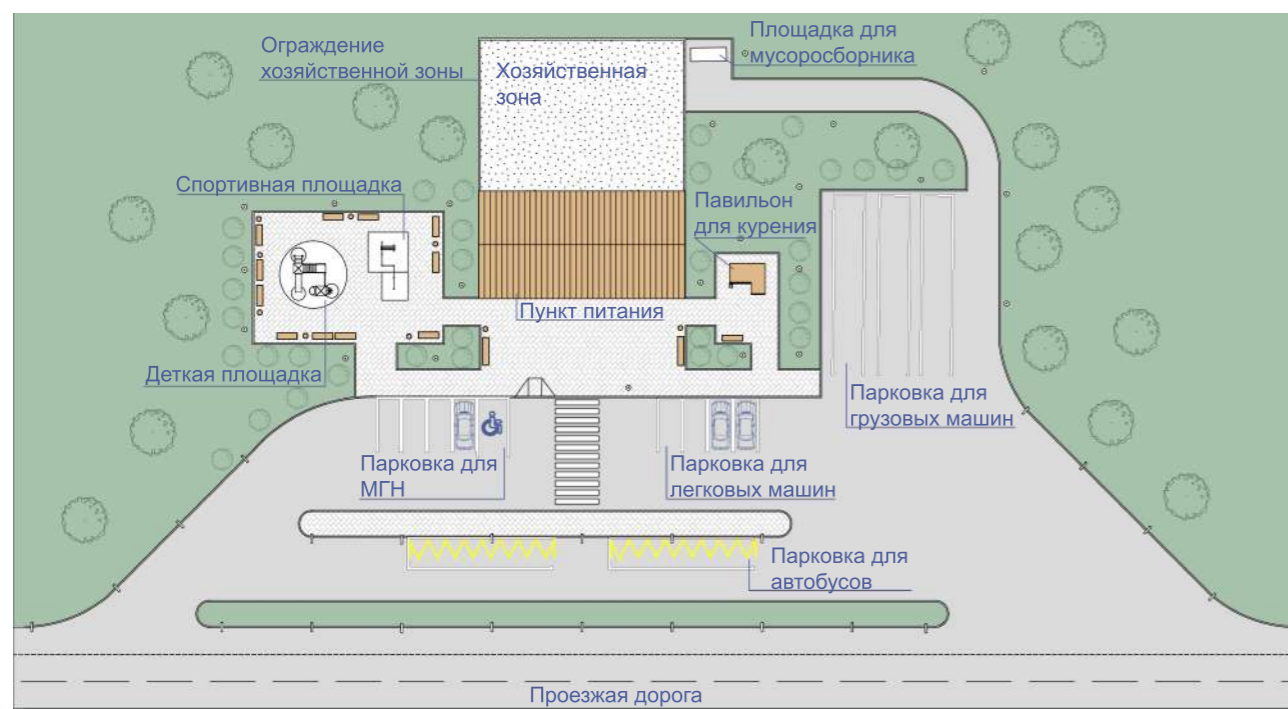 Ограждение
хозяйственной зоны
Хозяйственная
зона
Площадка для
мусоросборника
Спортивная площадка
Павильон
для курения
Пункт питания
Деткая площадка
Парковка для
грузовых машин
Парковка для
МГН
Парковка для
легковых машин
Парковка для
автобусов
Проезжая дорога